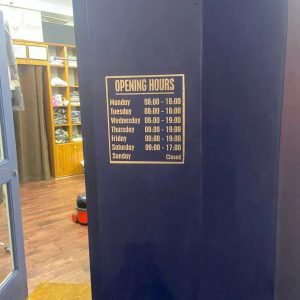 OPENING HOURS
Monday 08:00 - 18:00
Tuesday 08:00 - 18:00
Wednesday 08:00 - 19:00
Thursday 08:00 - 19:00
Friday 08:00 - 19:00
Saturday 09:00 - 17:00
Sunday Closed